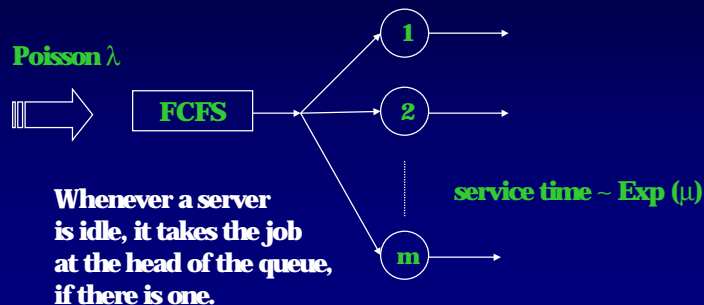 Poisson λ
FCFS
1
2
m
service time ~ Exp (μ)
Whenever a server
is idle, it takes the job
at the head of the queue,
if there is one.